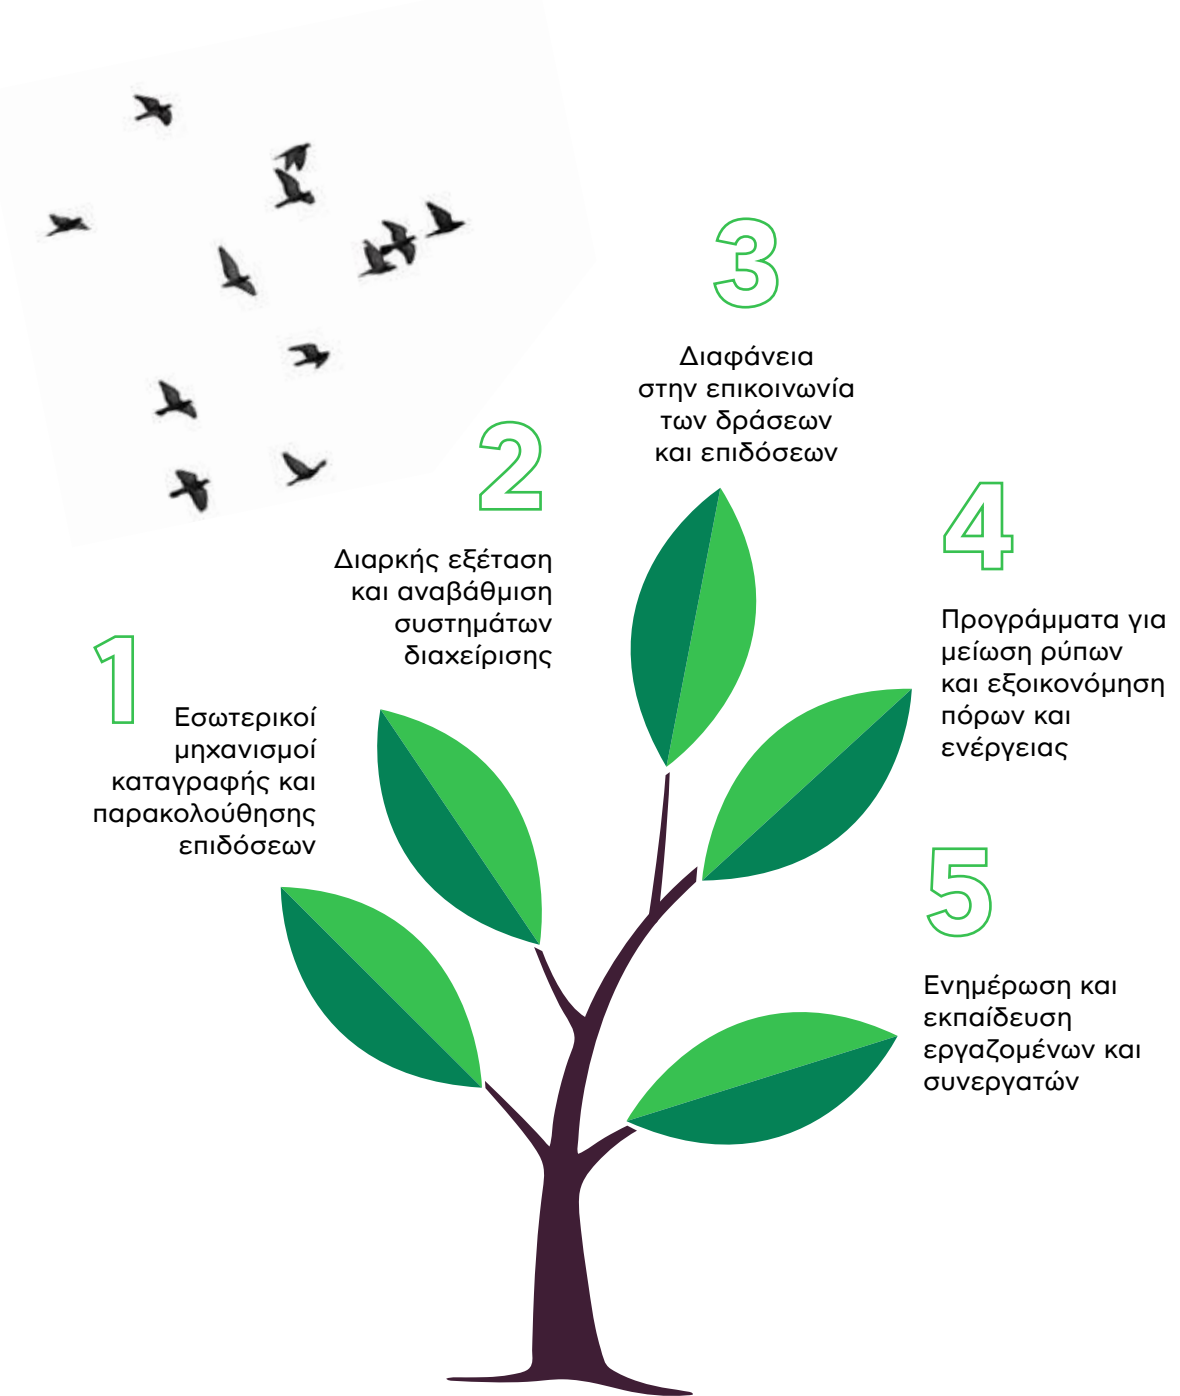 1
Εσωτερικοί
μηχανισμοί
καταγραφής και
παρακολούθησης
επιδόσεων
2
Διαρκής εξέταση
και αναβάθμιση
συστημάτων
διαχείρισης
3
Διαφάνεια
στην επικοινωνία
των δράσεων
και επιδόσεων
4
Προγράμματα για
μείωση ρύπων
και εξοικονόμηση
πόρων και
ενέργειας
5
Ενημέρωση και
εκπαίδευση
εργαζομένων και
συνεργατών